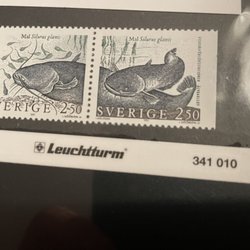 Mal Silurus glanis
SVERIGE 2.50
Mal Silurus glanis
SVERIGE 2.50
Leuchtturm
341 010